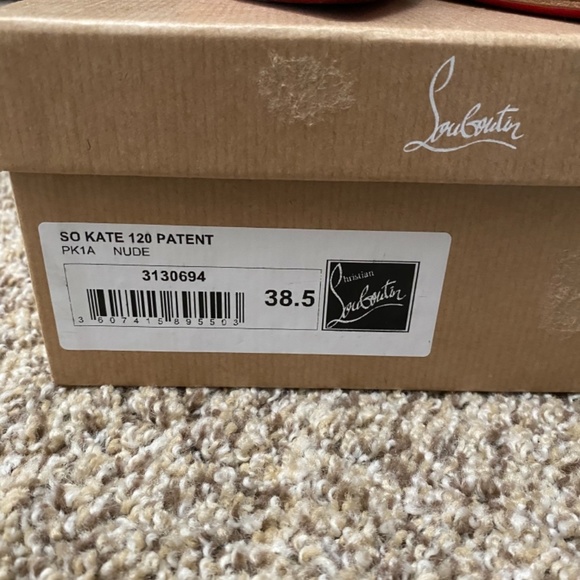 Louboutin
SO KATE 120 PATENT
PK1A NUDE
3130694
38.5
3 607415 895503
Christian
Louboutin